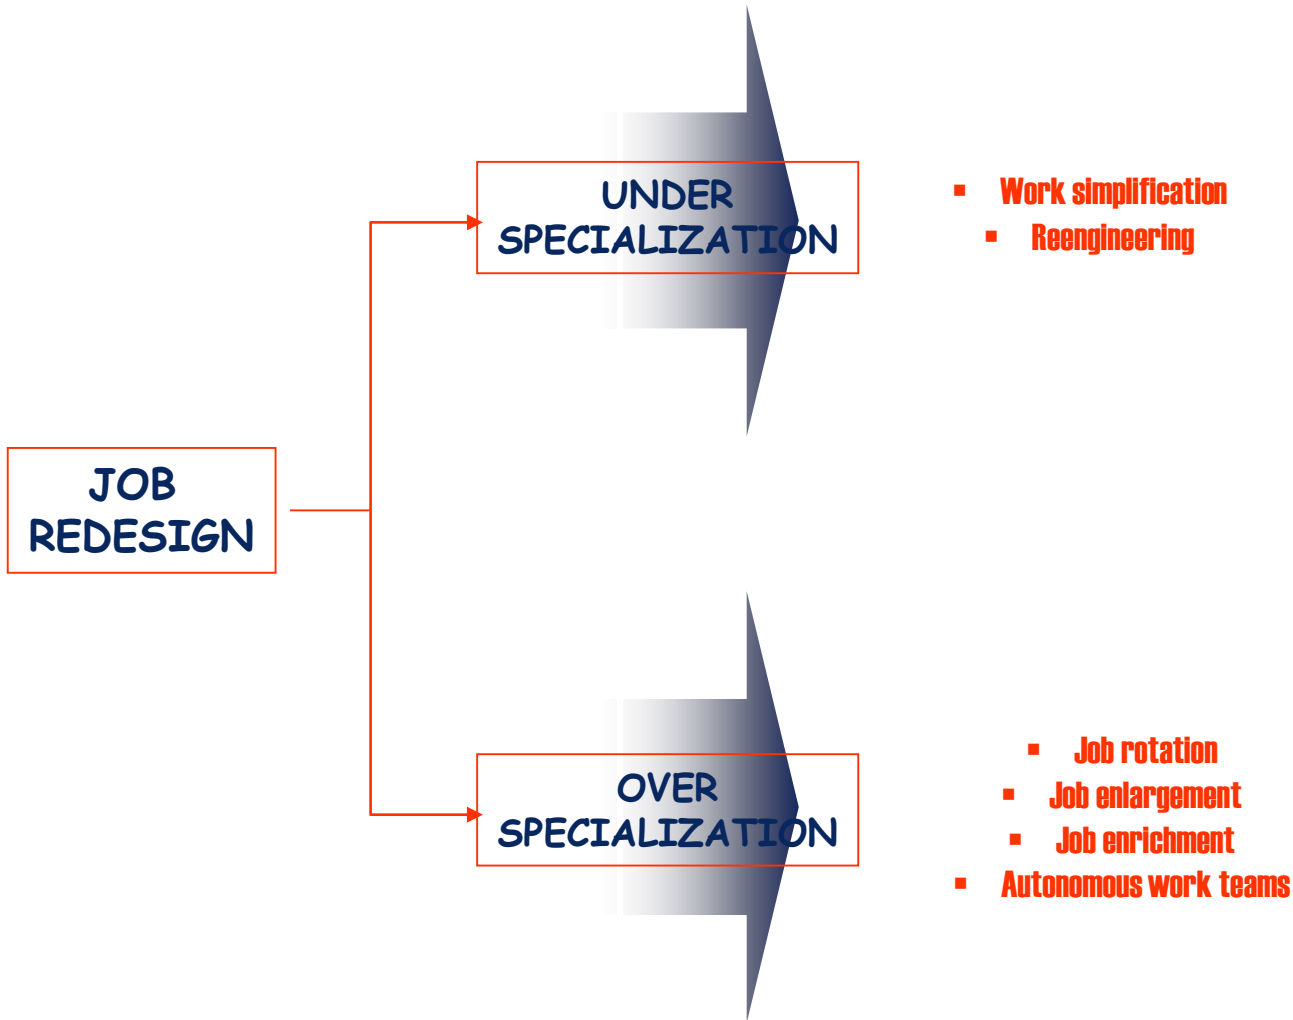 UNDER
SPECIALIZATION
▪ Work simplification
▪ Reengineering
JOB
REDESIGN
OVER
SPECIALIZATION
▪ Job rotation
▪ Job enlargement
▪ Job enrichment
▪ Autonomous work teams